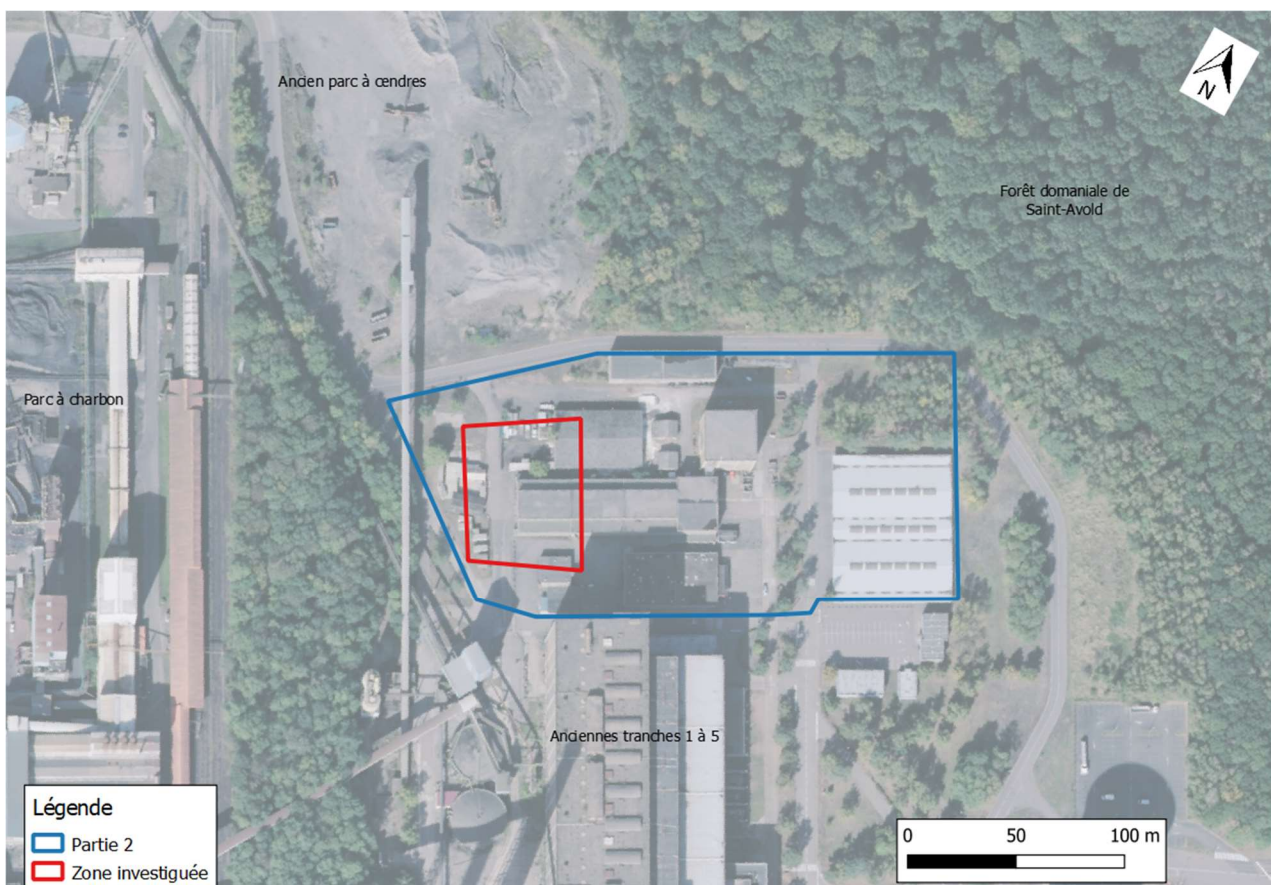 Ancien parc à cendres
N
Forêt domaniale de
Saint-Avold
Parc à charbon
Anciennes tranches 1 à 5
Légende
Partie 2
Zone investiguée
0 50 100 m